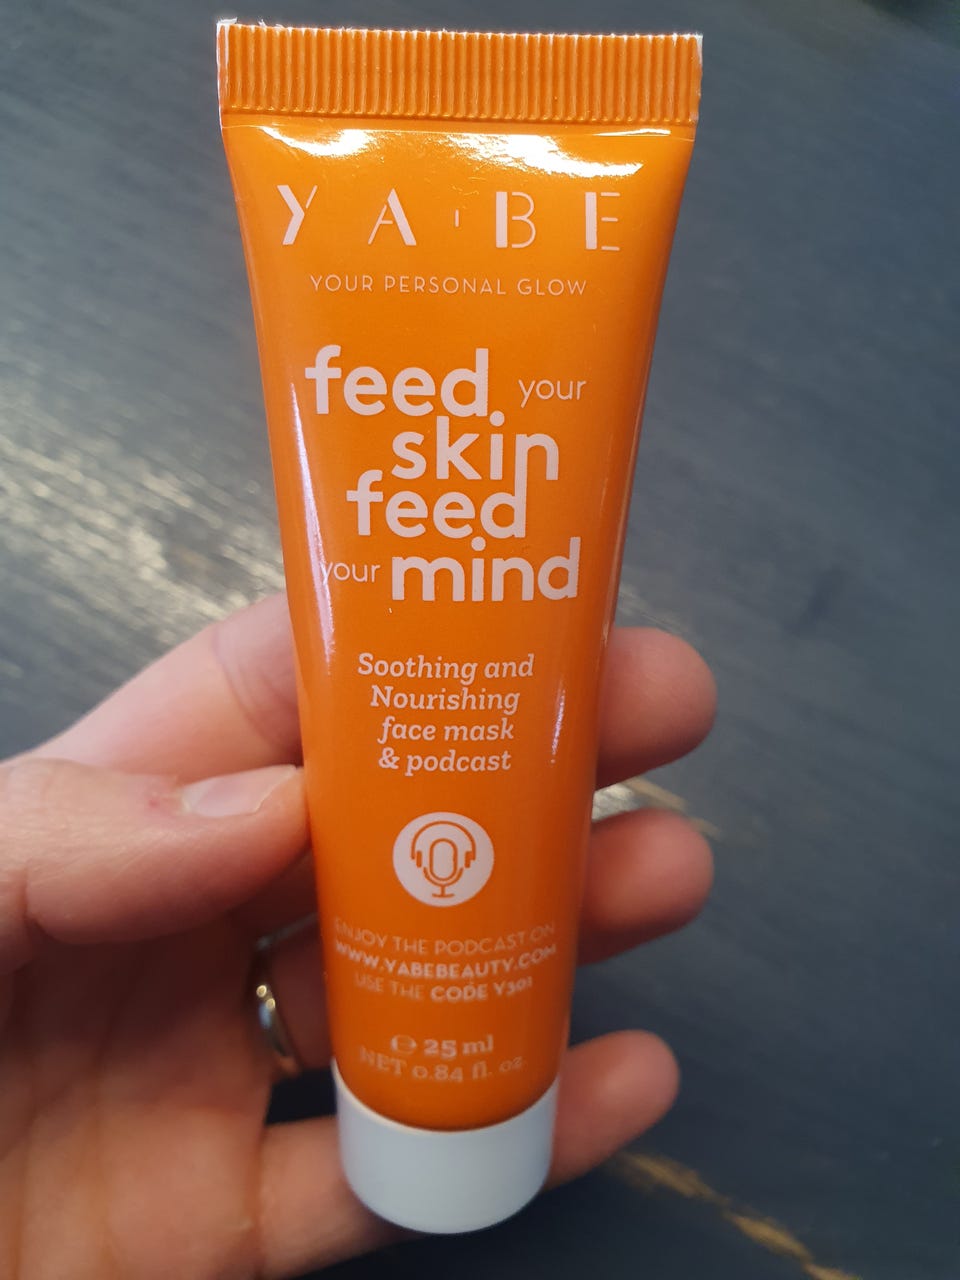 YA·BE
YOUR PERSONAL GLOW
feed your
skin
feed
your mind
Soothing and
Nourishing
face mask
& podcast
ENJOY THE PODCAST ON
WWW.YABEBEAUTY.COM
USE THE CODE Y301
℮ 25 ml
NET 0.84 fl. oz